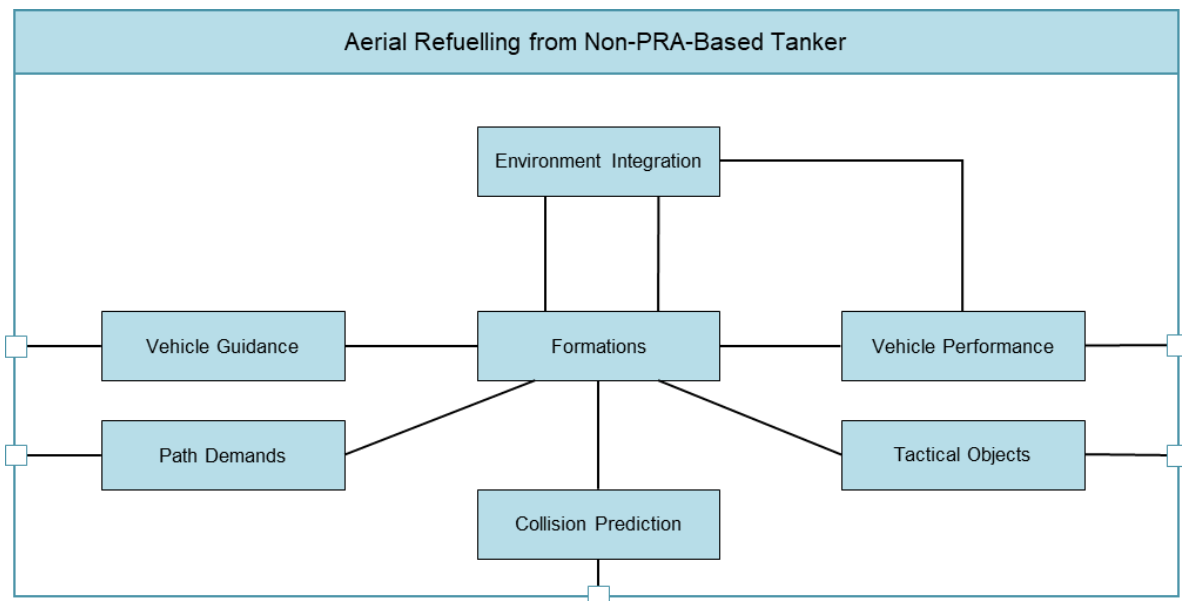 Aerial Refuelling from Non-PRA-Based Tanker
Environment Integration
Vehicle Guidance
Formations
Vehicle Performance
Path Demands
Tactical Objects
Collision Prediction